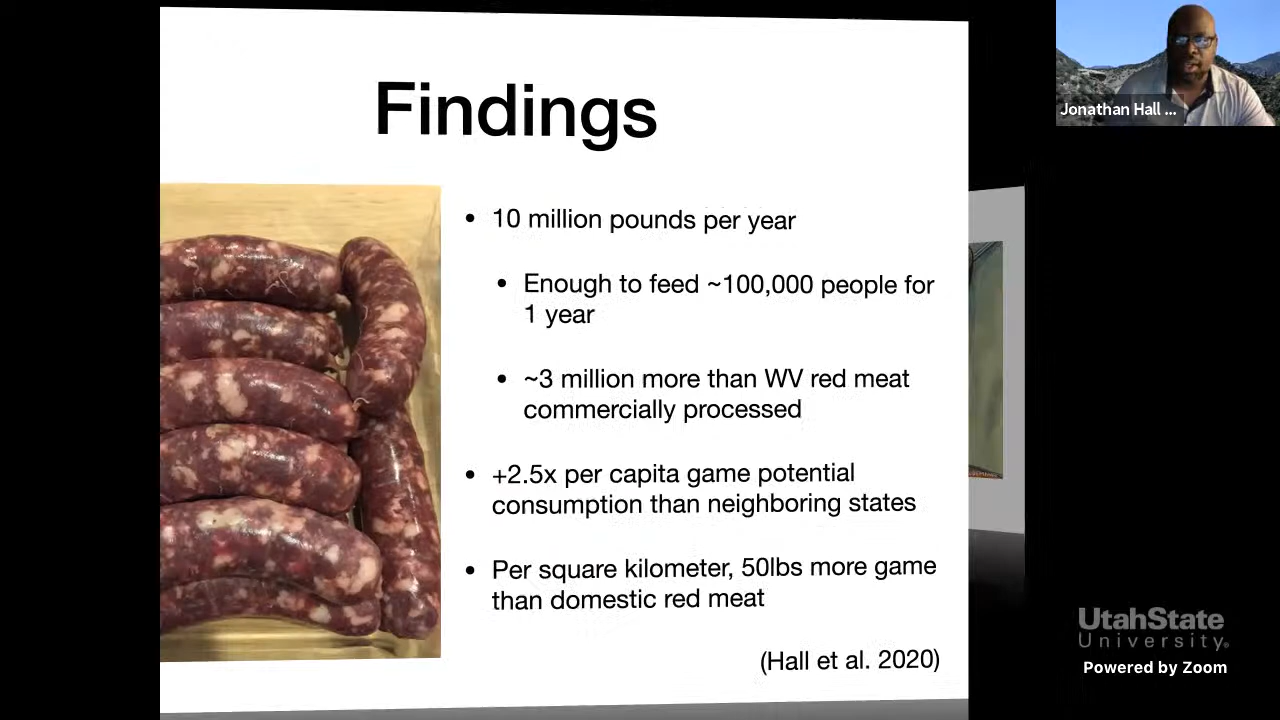 Findings
• 10 million pounds per year
• Enough to feed ~100,000 people for
1 year
• ~3 million more than WV red meat
commercially processed
• +2.5x per capita game potential
consumption than neighboring states
• Per square kilometer, 50lbs more game
than domestic red meat
(Hall et al. 2020)
Jonathan Hall ...
UtahState
University
Powered by Zoom